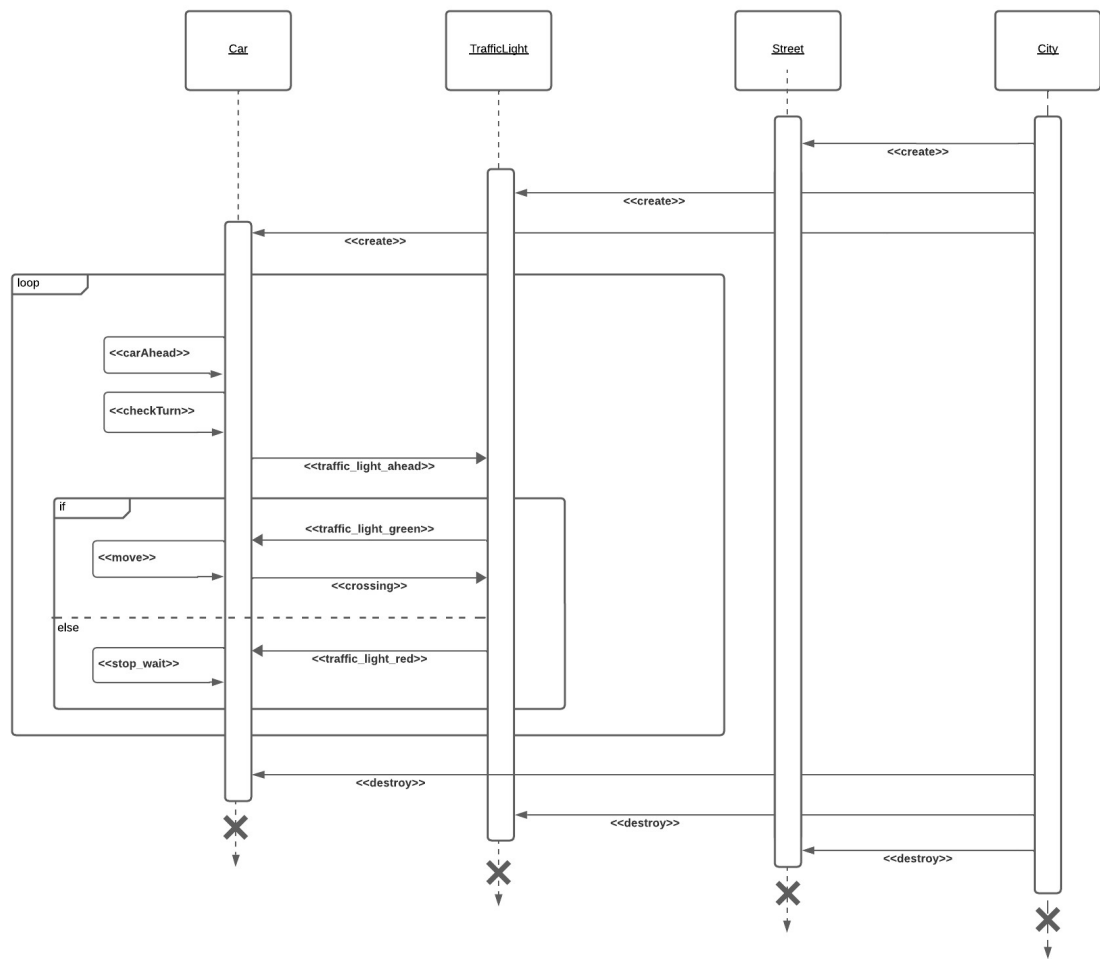 Car
TrafficLight
Street
City
<<create>>
<<create>>
<<create>>
loop
<<carAhead>>
<<checkTurn>>
<<traffic_light_ahead>>
if
<<traffic_light_green>>
<<move>>
<<crossing>>
else
<<traffic_light_red>>
<<stop_wait>>
<<destroy>>
<<destroy>>
<<destroy>>